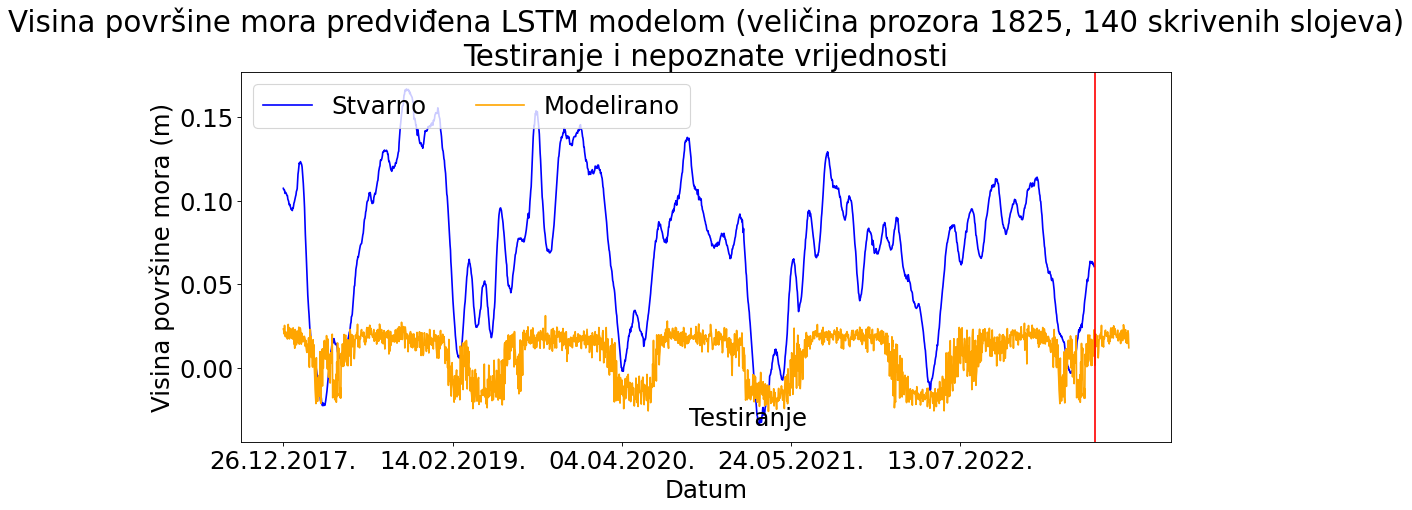 Visina površine mora predviđena LSTM modelom (veličina prozora 1825, 140 skrivenih slojeva)
Testiranje i nepoznate vrijednosti
Stvarno Modelirano
Visina površine mora (m)
0.15
0.10
0.05
0.00
Testiranje
26.12.2017. 14.02.2019. 04.04.2020. 24.05.2021. 13.07.2022.
Datum